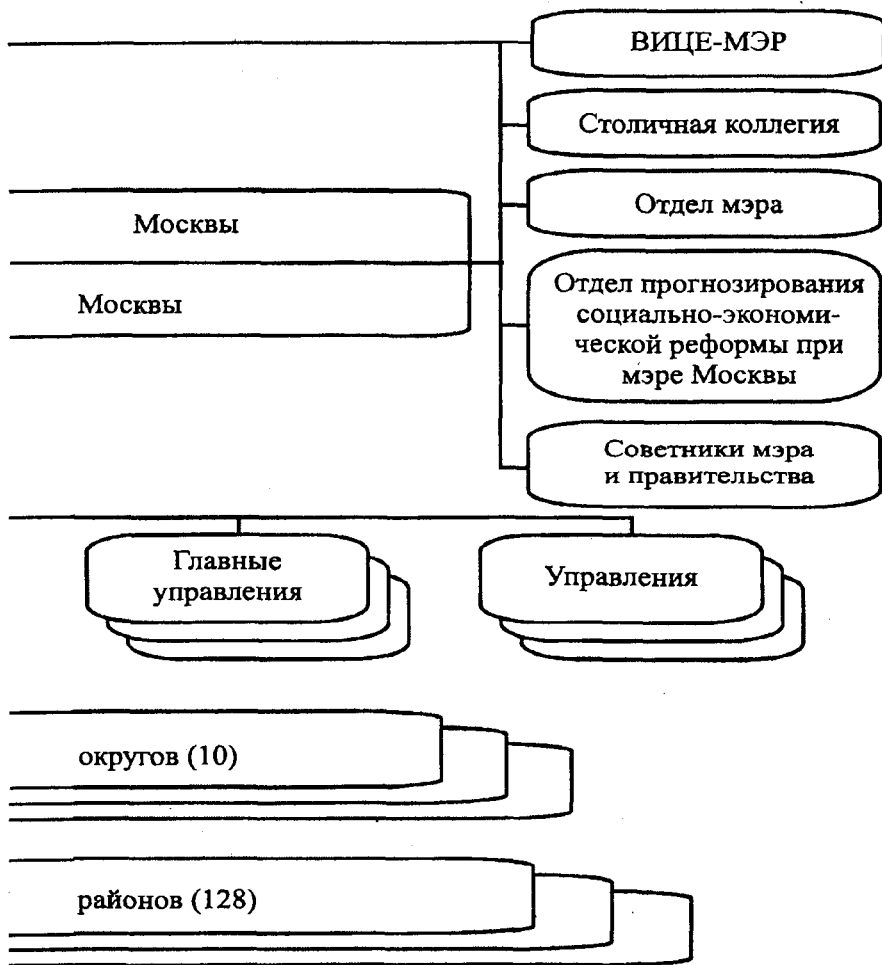 ВИЦЕ-МЭР
Столичная коллегия
Отдел мэра
Москвы
Москвы
Отдел прогнозирования
социально-экономи-
ческой реформы при
мэре Москвы
Советники мэра
и правительства
Главные
управления
Управления
округов (10)
районов (128)